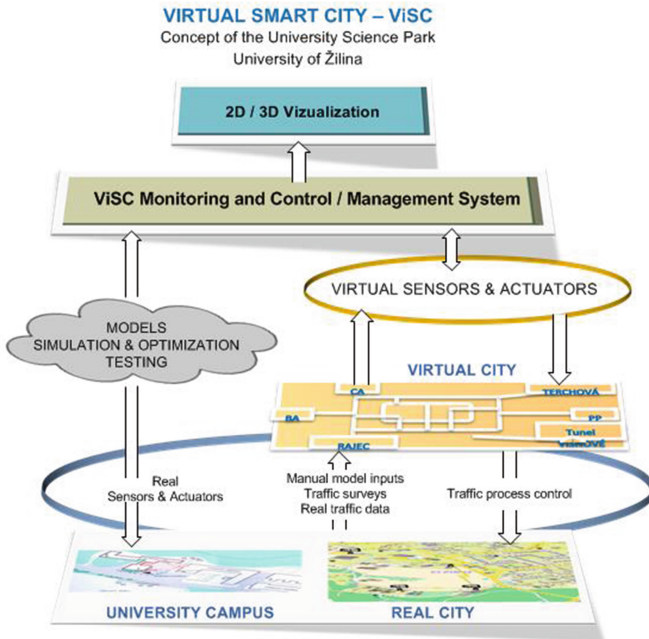 VIRTUAL SMART CITY – ViSC
Concept of the University Science Park
University of Žilina
2D / 3D Vizualization
ViSC Monitoring and Control / Management System
VIRTUAL SENSORS & ACTUATORS
MODELS
SIMULATION & OPTIMIZATION
TESTING
VIRTUAL CITY
CA
TERCHOVÁ
BA
PP
Tunel
VIŠŇOVÉ
RAJEC
Real
Sensors & Actuators
Manual model inputs
Traffic surveys
Real traffic data
Traffic process control
UNIVERSITY CAMPUS
REAL CITY